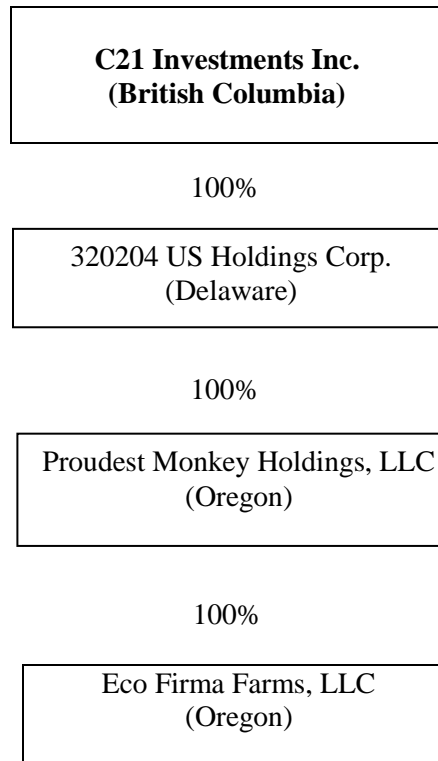 C21 Investments Inc.
(British Columbia)
100%
320204 US Holdings Corp.
(Delaware)
100%
Proudest Monkey Holdings, LLC
(Oregon)
100%
Eco Firma Farms, LLC
(Oregon)